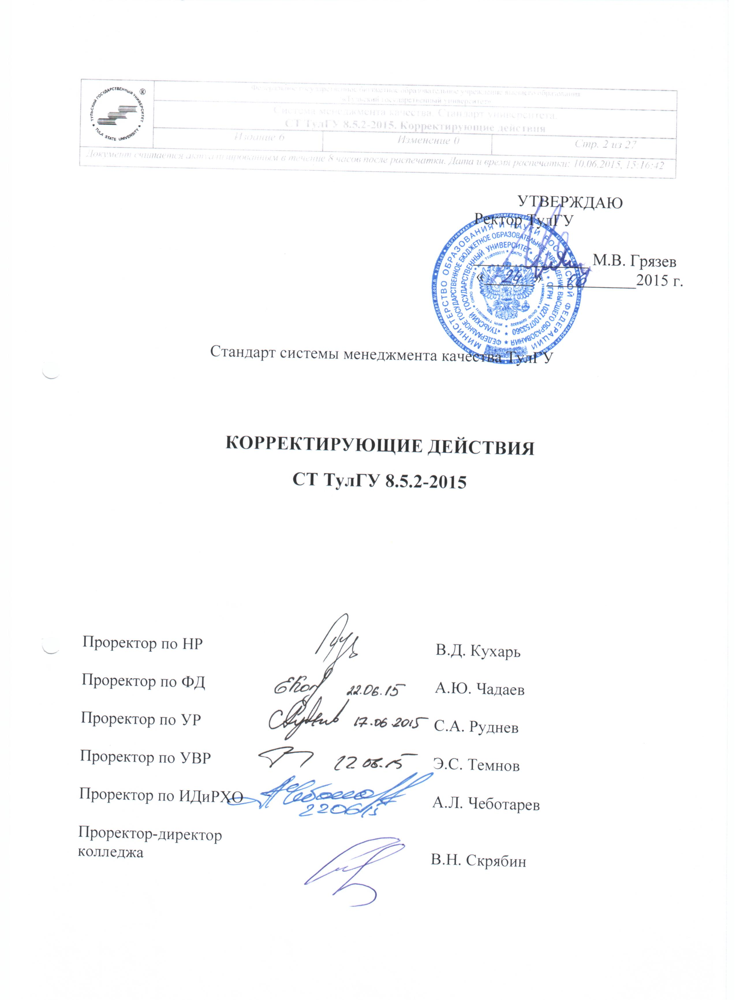 ТУЛЬСКИЙ ГОСУДАРСТВЕННЫЙ УНИВЕРСИТЕТ ®
TULA STATE UNIVERSITY
Федеральное государственное бюджетное образовательное учреждение высшего образования
«Тульский государственный университет»
Система менеджмента качества. Стандарт университета.
СТ ТулГУ 8.5.2-2015. Корректирующие действия
Издание 6 Изменение 0 Стр. 2 из 27
Документ считается актуализированным в течение 8 часов после распечатки. Дата и время распечатки: 10.06.2015, 15:16:42
УТВЕРЖДАЮ
Ректор ТулГУ
М.В. Грязев
«24» 06 2015 г.
МИНИСТЕРСТВО ОБРАЗОВАНИЯ И НАУКИ РОССИЙСКОЙ ФЕДЕРАЦИИ
ФЕДЕРАЛЬНОЕ ГОСУДАРСТВЕННОЕ БЮДЖЕТНОЕ ОБРАЗОВАТЕЛЬНОЕ УЧРЕЖДЕНИЕ ВЫСШЕГО ОБРАЗОВАНИЯ
«ТУЛЬСКИЙ ГОСУДАРСТВЕННЫЙ УНИВЕРСИТЕТ» ОГРН 1027100753360
Стандарт системы менеджмента качества ТулГУ
КОРРЕКТИРУЮЩИЕ ДЕЙСТВИЯ
СТ ТулГУ 8.5.2-2015
Проректор по НР В.Д. Кухарь
Проректор по ФД 22.06.15 А.Ю. Чадаев
Проректор по УР 17.06.2015 С.А. Руднев
Проректор по УВР 22.06.15 Э.С. Темнов
Проректор по ИДиРХО 220615 А.Л. Чеботарев
Проректор-директор
колледжа В.Н. Скрябин